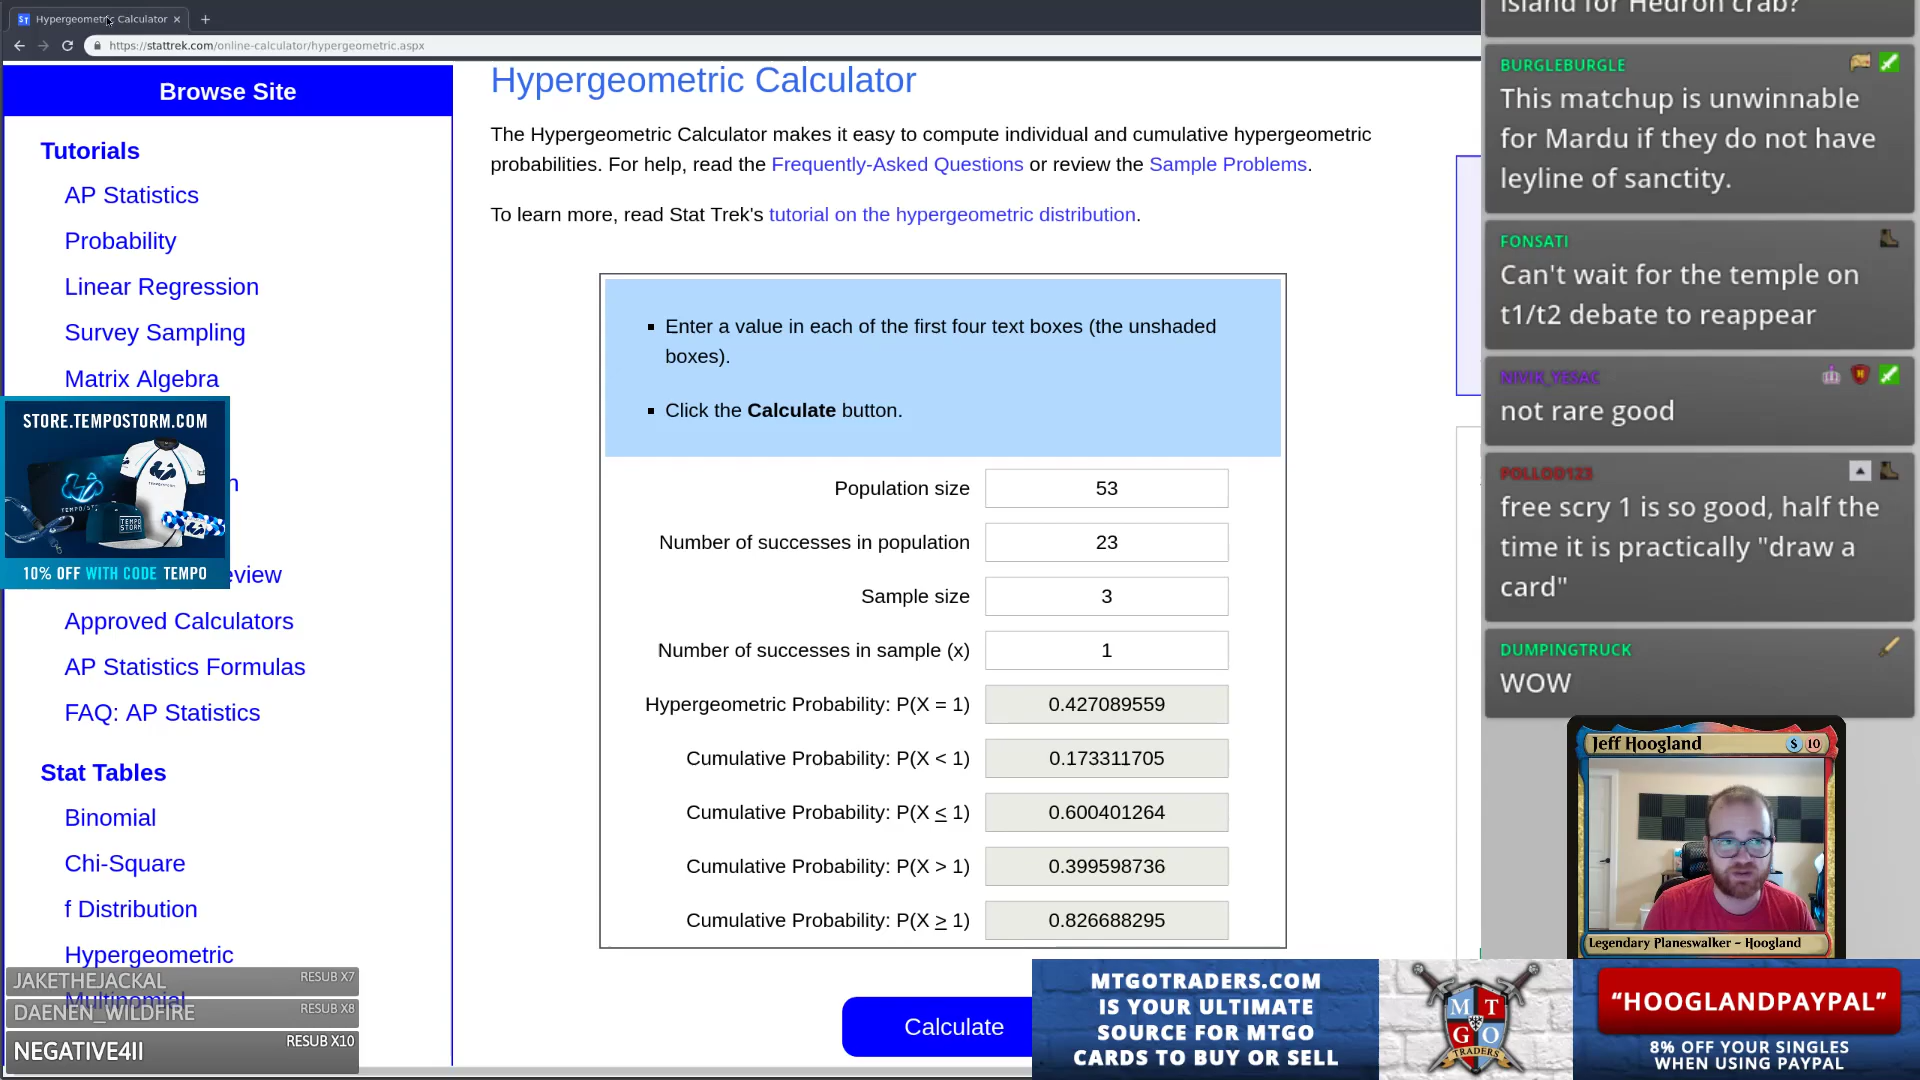 Hypergeometric Calculator
https://stattrek.com/online-calculator/hypergeometric.aspx
Browse Site
Tutorials
AP Statistics
Probability
Linear Regression
Survey Sampling
Matrix Algebra
STORE.TEMPOSTORM.COM
10% OFF WITH CODE TEMPO
eview
Approved Calculators
AP Statistics Formulas
FAQ: AP Statistics
Stat Tables
Binomial
Chi-Square
f Distribution
Hypergeometric
Multinomial
JAKETHEJACKAL RESUB X7
DAENEN_WILDFIRE RESUB X8
NEGATIVE4II RESUB X10
Hypergeometric Calculator
The Hypergeometric Calculator makes it easy to compute individual and cumulative hypergeometric
probabilities. For help, read the Frequently-Asked Questions or review the Sample Problems.
To learn more, read Stat Trek's tutorial on the hypergeometric distribution.
Enter a value in each of the first four text boxes (the unshaded
boxes).
Click the Calculate button.
Population size 53
Number of successes in population 23
Sample size 3
Number of successes in sample (x) 1
Hypergeometric Probability: P(X = 1) 0.427089559
Cumulative Probability: P(X < 1) 0.173311705
Cumulative Probability: P(X ≤ 1) 0.600401264
Cumulative Probability: P(X > 1) 0.399598736
Cumulative Probability: P(X ≥ 1) 0.826688295
Calculate
island for Hedron crab?
BURGLEBURGLE
This matchup is unwinnable
for Mardu if they do not have
leyline of sanctity.
FONSATI
Can't wait for the temple on
t1/t2 debate to reappear
NIVIK_YESAC
not rare good
POLLOD123
free scry 1 is so good, half the
time it is practically "draw a
card"
DUMPINGTRUCK
WOW
Jeff Hoogland $ 10
Legendary Planeswalker – Hoogland
MTGOTRADERS.COM
IS YOUR ULTIMATE
SOURCE FOR MTGO
CARDS TO BUY OR SELL
M T
G O
TRADERS
“HOOGLANDPAYPAL”
8% OFF YOUR SINGLES
WHEN USING PAYPAL